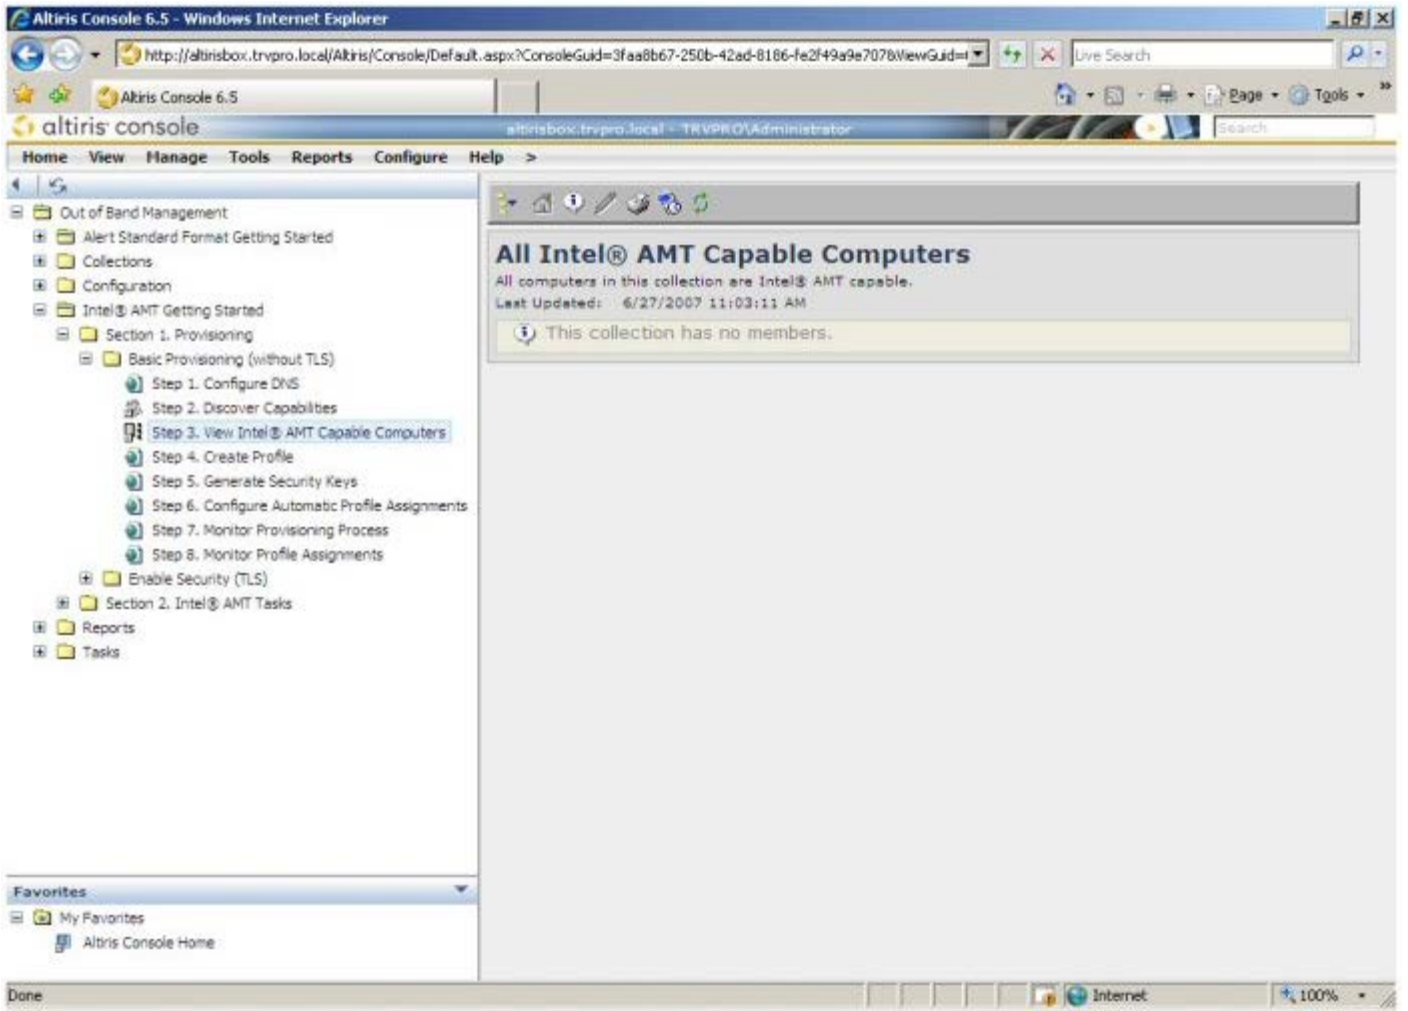 Altiris Console 6.5 - Windows Internet Explorer
http://altirisbox.trvpro.local/Altiris/Console/Default.aspx?ConsoleGuid=3faa8b67-250b-42ad-8186-fe2f49a9e707&ViewGuid=
Live Search
Altiris Console 6.5
Page
Tools
altiris console
altirisbox.trvpro.local - TRVPRO\Administrator
Search
Home View Manage Tools Reports Configure Help >
Out of Band Management
Alert Standard Format Getting Started
Collections
Configuration
Intel® AMT Getting Started
Section 1. Provisioning
Basic Provisioning (without TLS)
Step 1. Configure DNS
Step 2. Discover Capabilities
Step 3. View Intel® AMT Capable Computers
Step 4. Create Profile
Step 5. Generate Security Keys
Step 6. Configure Automatic Profile Assignments
Step 7. Monitor Provisioning Process
Step 8. Monitor Profile Assignments
Enable Security (TLS)
Section 2. Intel® AMT Tasks
Reports
Tasks
All Intel® AMT Capable Computers
All computers in this collection are Intel® AMT capable.
Last Updated: 6/27/2007 11:03:11 AM
This collection has no members.
Favorites
My Favorites
Altiris Console Home
Done
Internet
100%